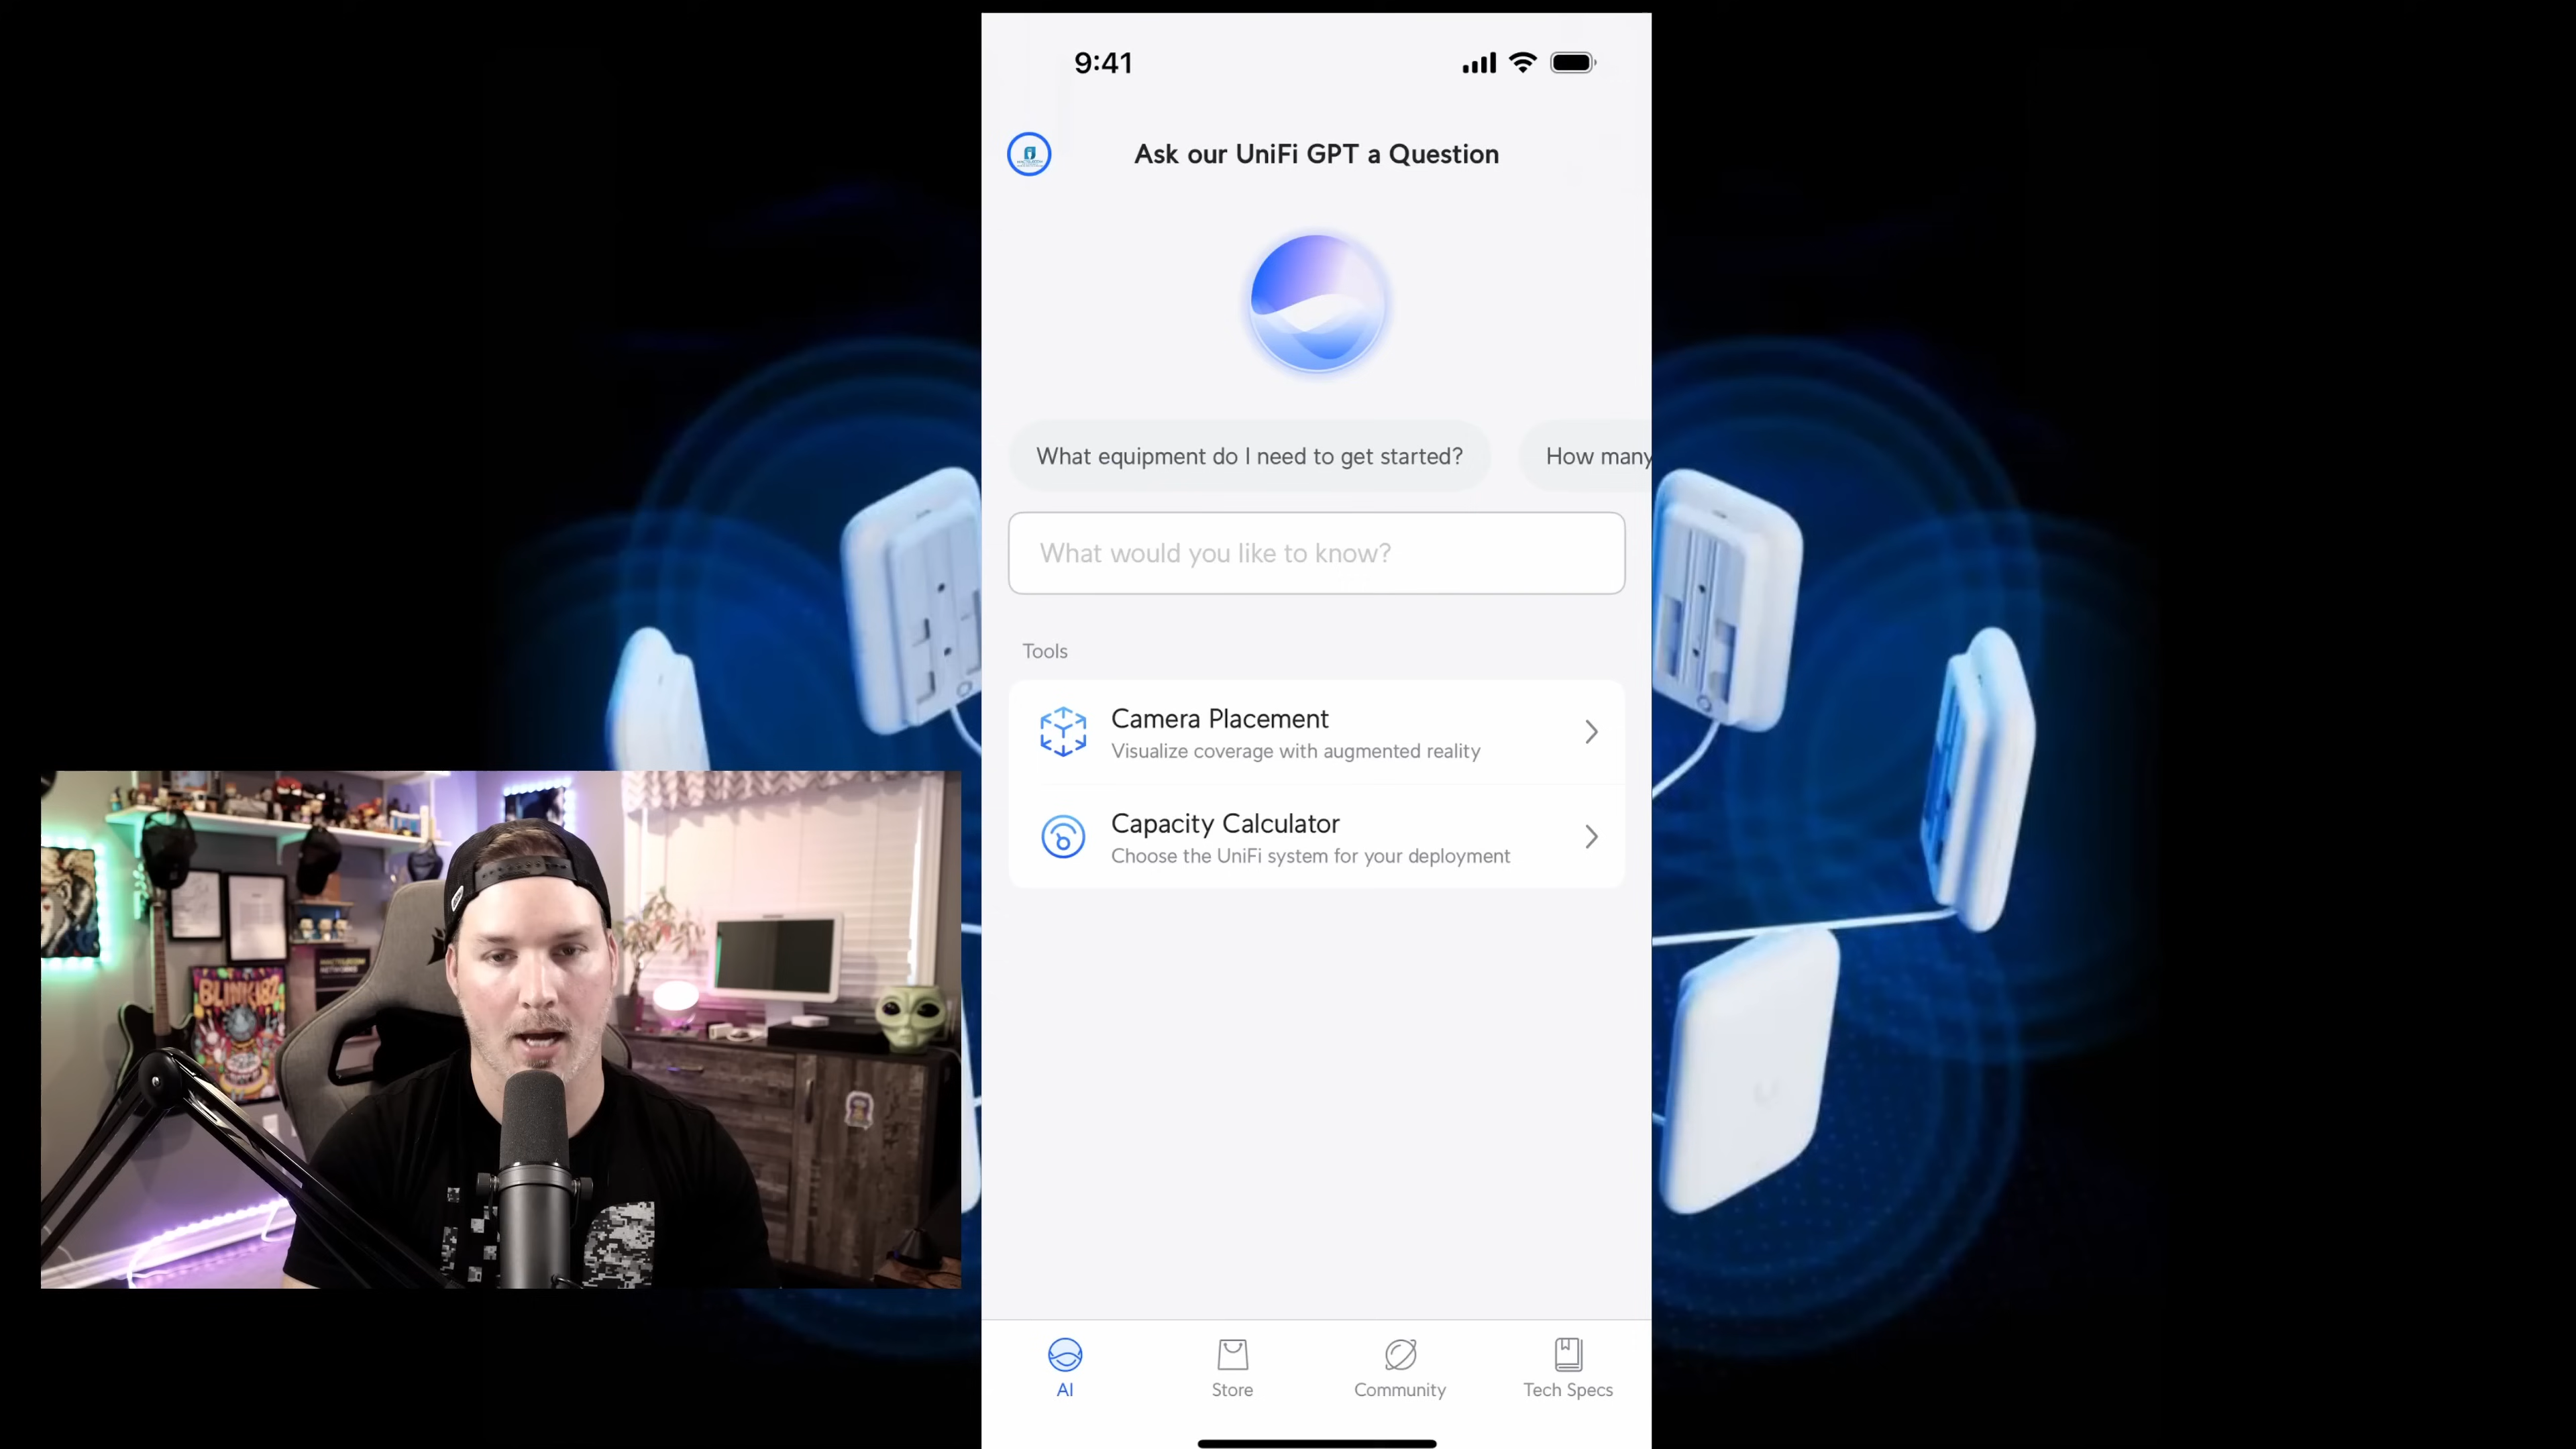 9:41
Ask our UniFi GPT a Question
What equipment do I need to get started?
How many
What would you like to know?
Tools
Camera Placement
Visualize coverage with augmented reality
Capacity Calculator
Choose the UniFi system for your deployment
AI
Store
Community
Tech Specs
BLINK-182